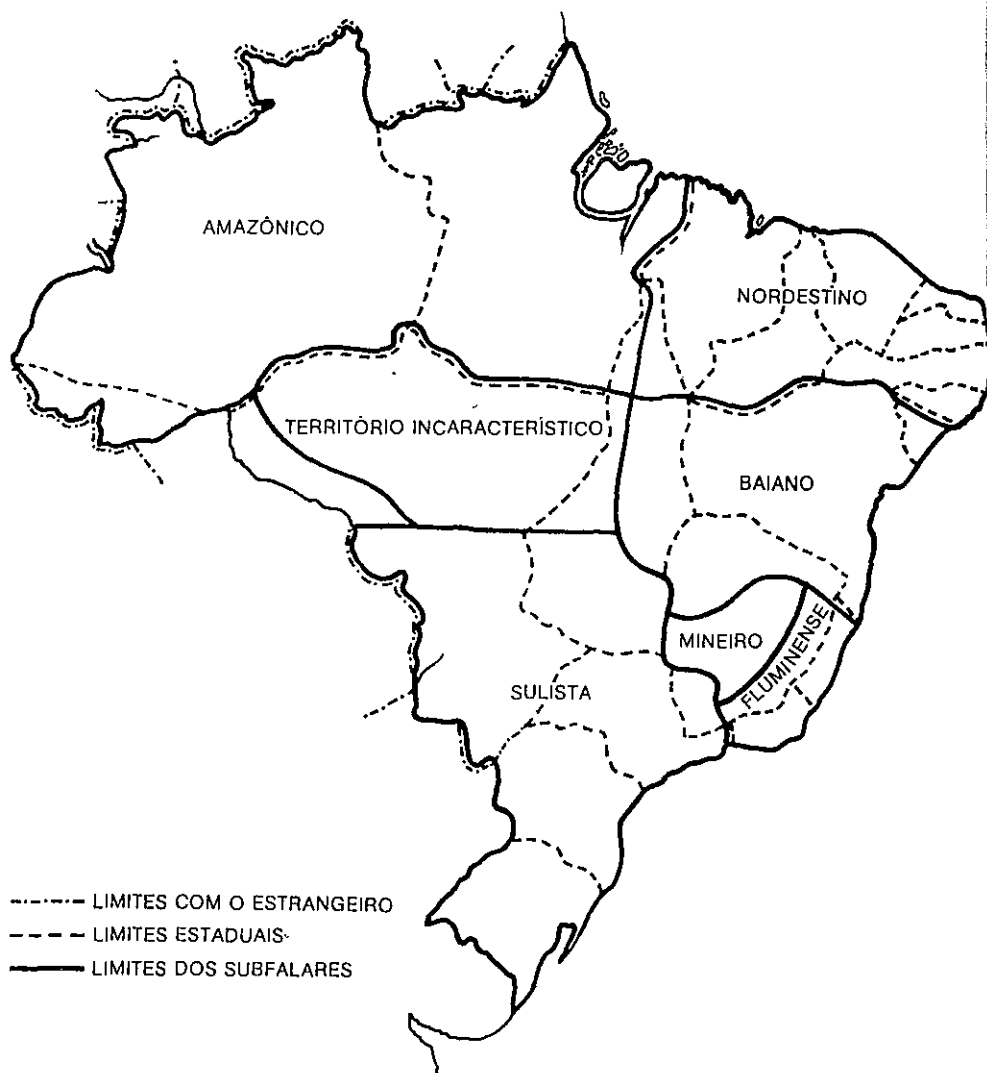 AMAZÔNICO
NORDESTINO
TERRITÓRIO INCARACTERÍSTICO
BAIANO
MINEIRO
FLUMINENSE
SULISTA
LIMITES COM O ESTRANGEIRO
LIMITES ESTADUAIS
LIMITES DOS SUBFALARES